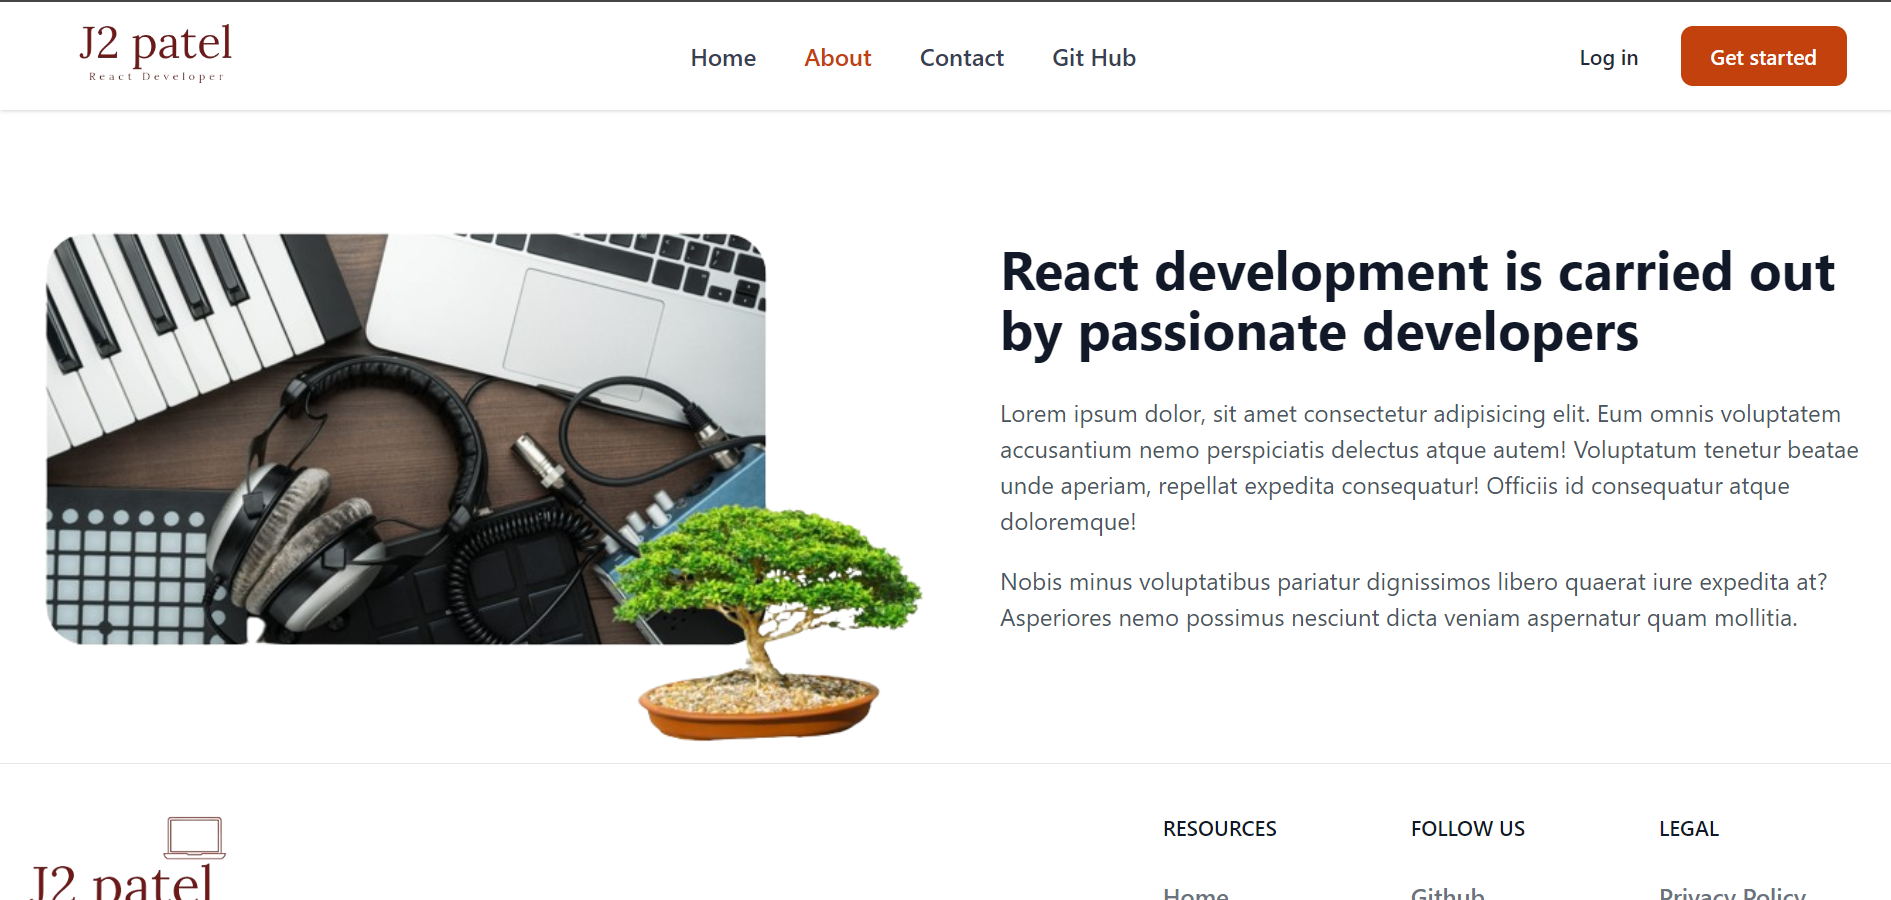 J2 patel
React Developer
Home About Contact Git Hub
Log in
Get started
React development is carried out
by passionate developers
Lorem ipsum dolor, sit amet consectetur adipisicing elit. Eum omnis voluptatem
accusantium nemo perspiciatis delectus atque autem! Voluptatum tenetur beatae
unde aperiam, repellat expedita consequatur! Officiis id consequatur atque
doloremque!
Nobis minus voluptatibus pariatur dignissimos libero quaerat iure expedita at?
Asperiores nemo possimus nesciunt dicta veniam aspernatur quam mollitia.
J2 patel
RESOURCES
Home
FOLLOW US
Github
LEGAL
Privacy Policy